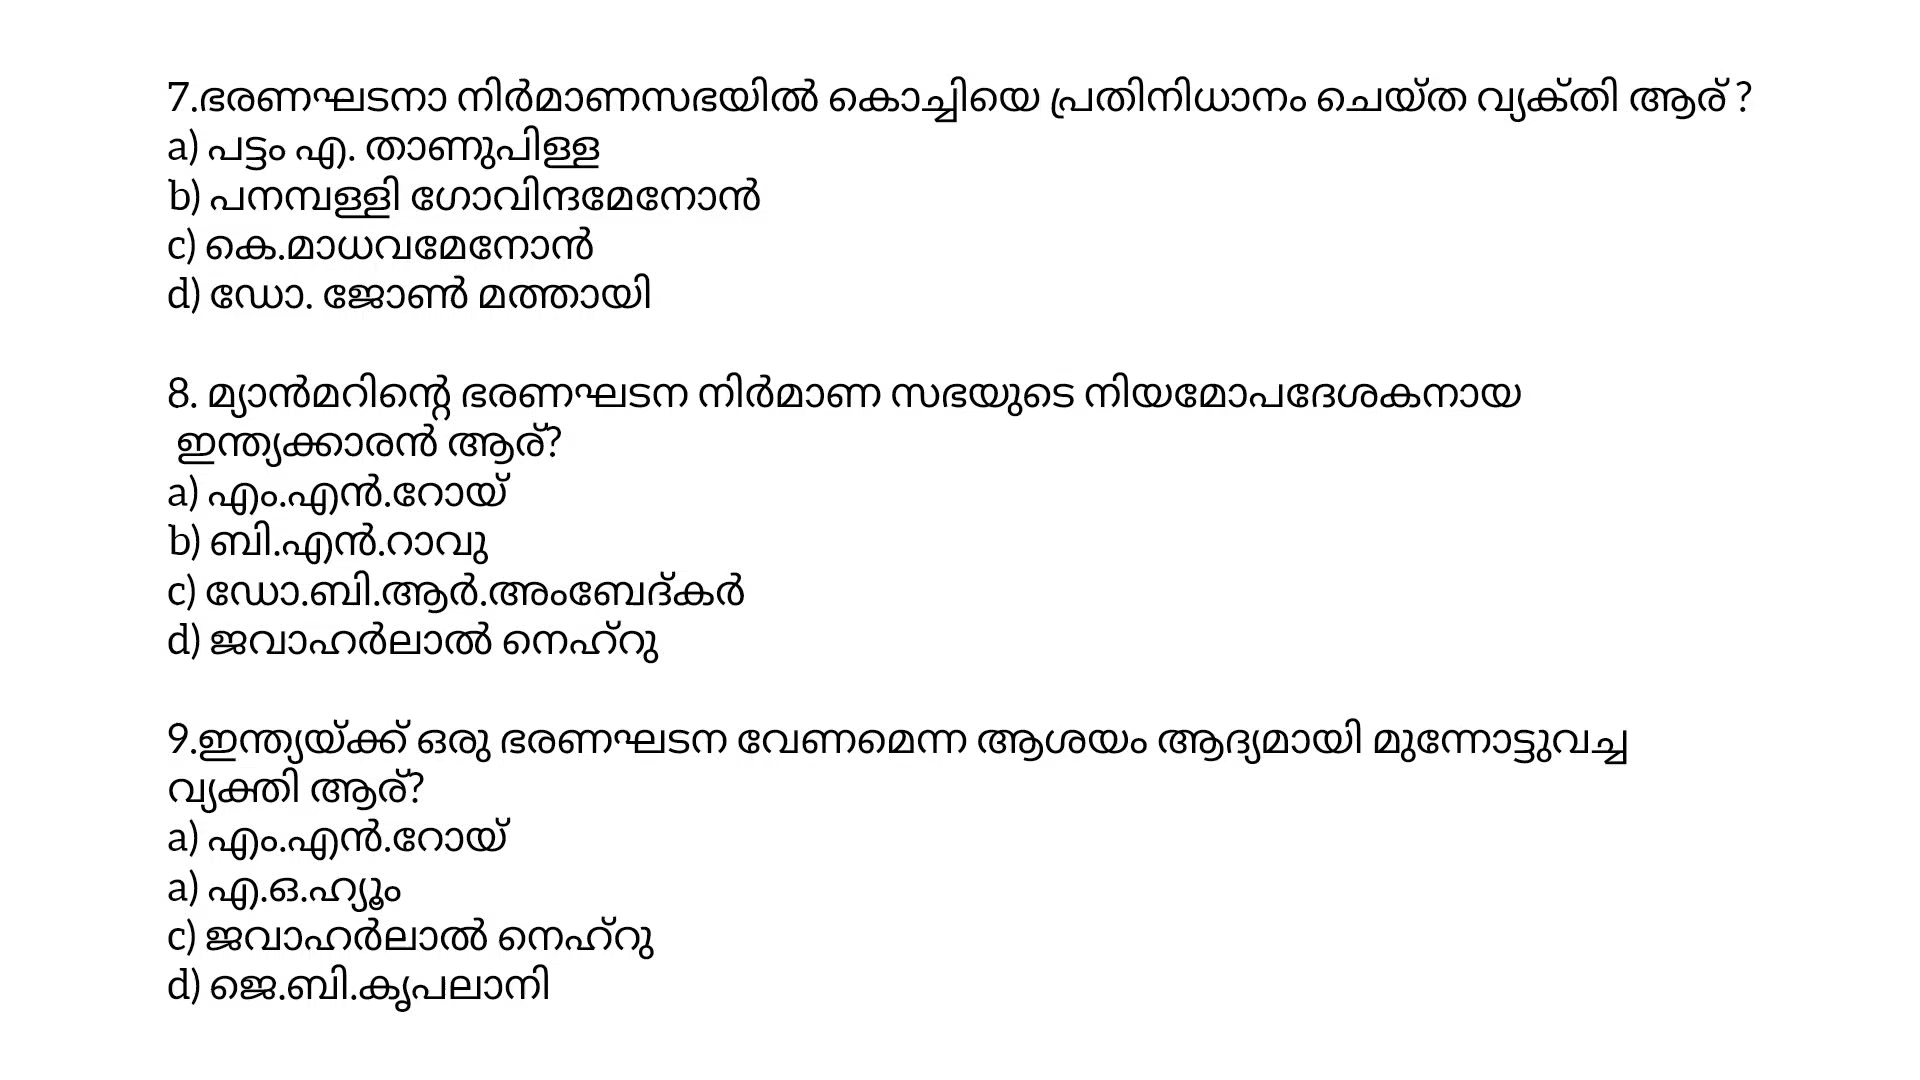 7.ഭരണഘടനാ നിർമാണസഭയിൽ കൊച്ചിയെ പ്രതിനിധാനം ചെയ്ത വ്യക്തി ആര് ?
a) പട്ടം എ. താണുപിള്ള
b) പനമ്പള്ളി ഗോവിന്ദമേനോൻ
c) കെ.മാധവമേനോൻ
d) ഡോ. ജോൺ മത്തായി
8. മ്യാൻമറിന്റെ ഭരണഘടന നിർമാണ സഭയുടെ നിയമോപദേശകനായ
ഇന്ത്യക്കാരൻ ആര്?
a) എം.എൻ.റോയ്
b) ബി.എൻ.റാവു
c) ഡോ.ബി.ആർ.അംബേദ്കർ
d) ജവാഹർലാൽ നെഹ്റു
9.ഇന്ത്യയ്ക്ക് ഒരു ഭരണഘടന വേണമെന്ന ആശയം ആദ്യമായി മുന്നോട്ടുവച്ച
വ്യക്തി ആര്?
a) എം.എൻ.റോയ്
a) എ.ഒ.ഹ്യൂം
c) ജവാഹർലാൽ നെഹ്റു
d) ജെ.ബി.കൃപലാനി